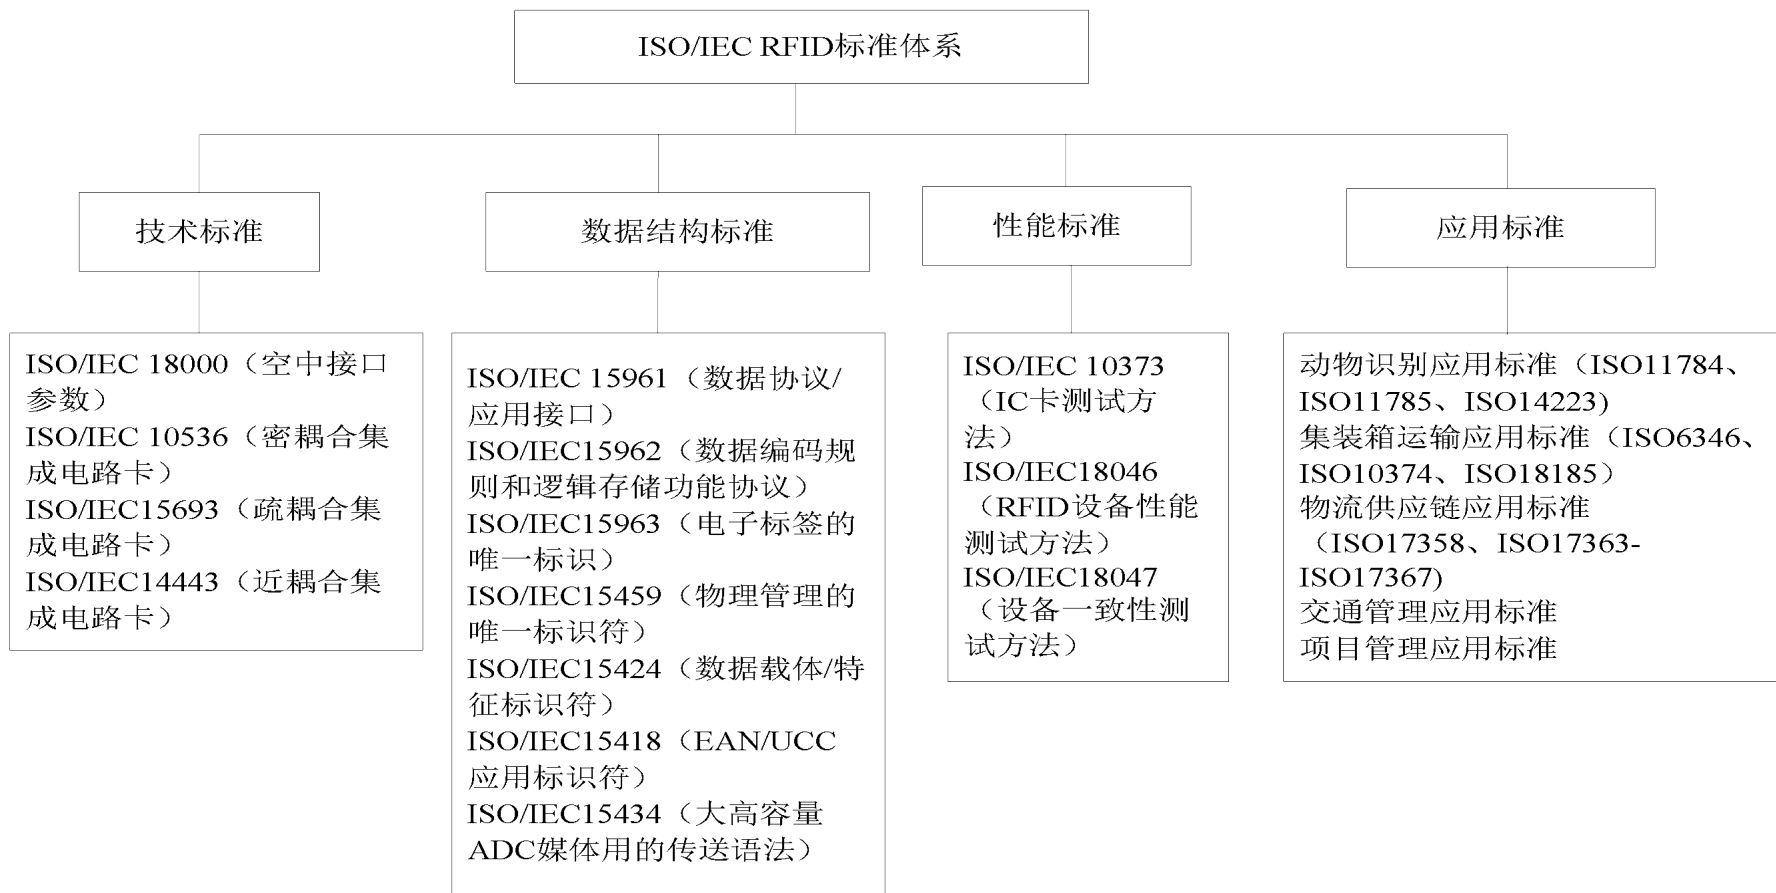 ISO/IEC RFID标准体系
技术标准
数据结构标准
性能标准
应用标准
ISO/IEC 18000（空中接口
参数）
ISO/IEC 10536（密耦合集
成电路卡）
ISO/IEC15693（疏耦合集
成电路卡）
ISO/IEC14443（近耦合集
成电路卡）
ISO/IEC 15961（数据协议/
应用接口）
ISO/IEC15962（数据编码规
则和逻辑存储功能协议）
ISO/IEC15963（电子标签的
唯一标识）
ISO/IEC15459（物理管理的
唯一标识符）
ISO/IEC15424（数据载体/特
征标识符）
ISO/IEC15418（EAN/UCC
应用标识符）
ISO/IEC15434（大高容量
ADC媒体用的传送语法）
ISO/IEC 10373
（IC卡测试方
法）
ISO/IEC18046
（RFID设备性能
测试方法）
ISO/IEC18047
（设备一致性测
试方法）
动物识别应用标准（ISO11784、
ISO11785、ISO14223)
集装箱运输应用标准（ISO6346、
ISO10374、ISO18185）
物流供应链应用标准
（ISO17358、ISO17363-
ISO17367)
交通管理应用标准
项目管理应用标准